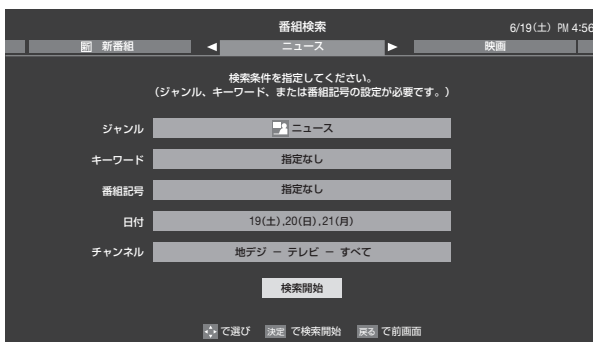 番組検索 6/19(土) PM 4:56
新番組 ◀ ニュース ▶ 映画
検索条件を指定してください。
(ジャンル、キーワード、または番組記号の設定が必要です。)
ジャンル ニュース
キーワード 指定なし
番組記号 指定なし
日付 19(土),20(日),21(月)
チャンネル 地デジ － テレビ － すべて
検索開始
で選び 決定 で検索開始 戻る で前画面